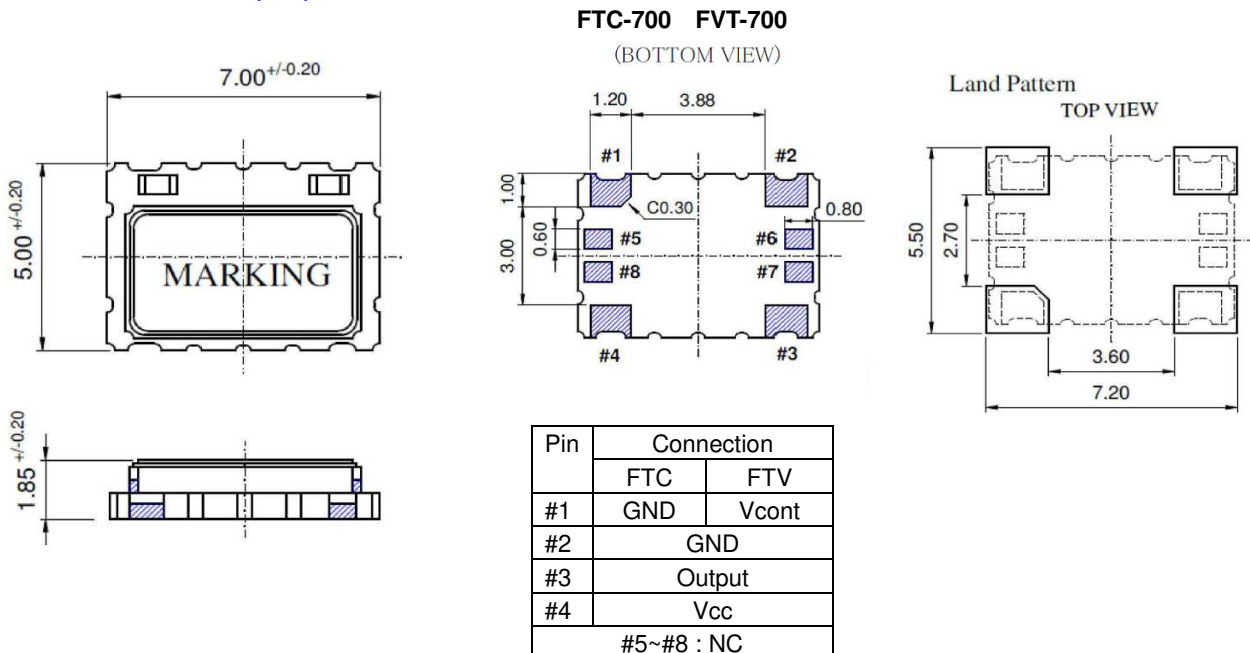 FTC-700 FVT-700
(BOTTOM VIEW)
7.00+/-0.20
5.00 +/-0.20
MARKING
1.85 +/-0.20
1.20
3.88
#1
#2
1.00
C0.30
0.80
0.60
3.00
#5
#6
#8
#7
#4
#3
Land Pattern
TOP VIEW
5.50
2.70
3.60
7.20
Pin Connection
FTC FTV
#1 GND Vcont
#2 GND
#3 Output
#4 Vcc
#5~#8 : NC